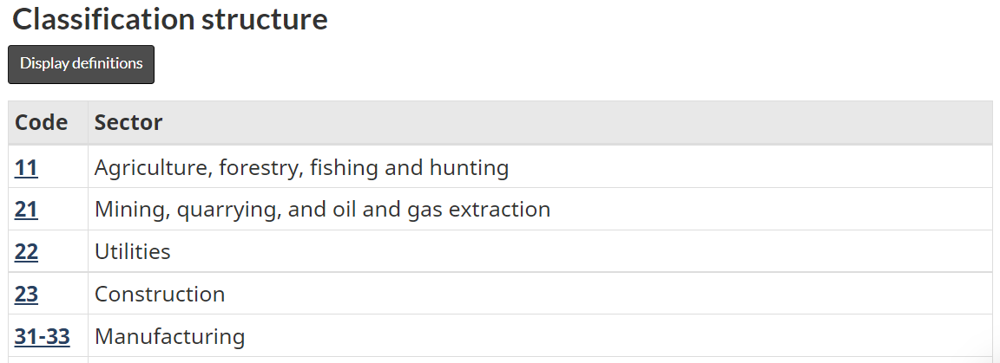 Classification structure
Display definitions
Code Sector
11 Agriculture, forestry, fishing and hunting
21 Mining, quarrying, and oil and gas extraction
22 Utilities
23 Construction
31-33 Manufacturing